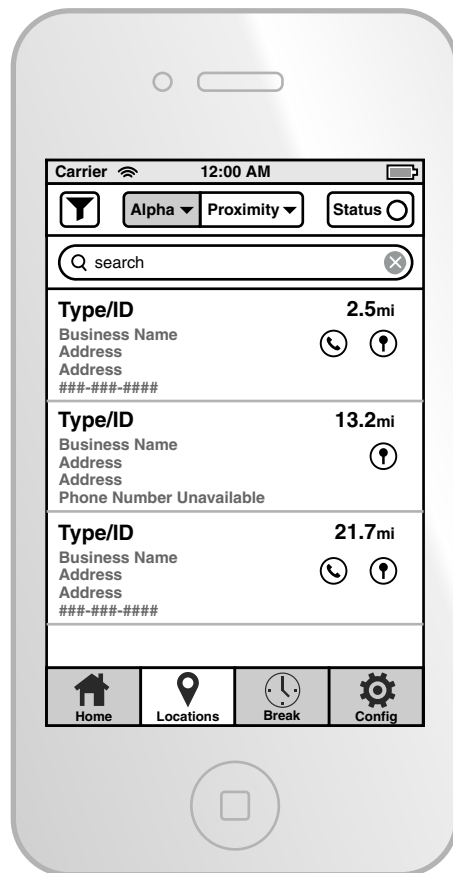 Carrier 12:00 AM
Alpha Proximity Status
search
Type/ID 2.5mi
Business Name
Address
Address
###-###-####
Type/ID 13.2mi
Business Name
Address
Address
Phone Number Unavailable
Type/ID 21.7mi
Business Name
Address
Address
###-###-####
Home Locations Break Config